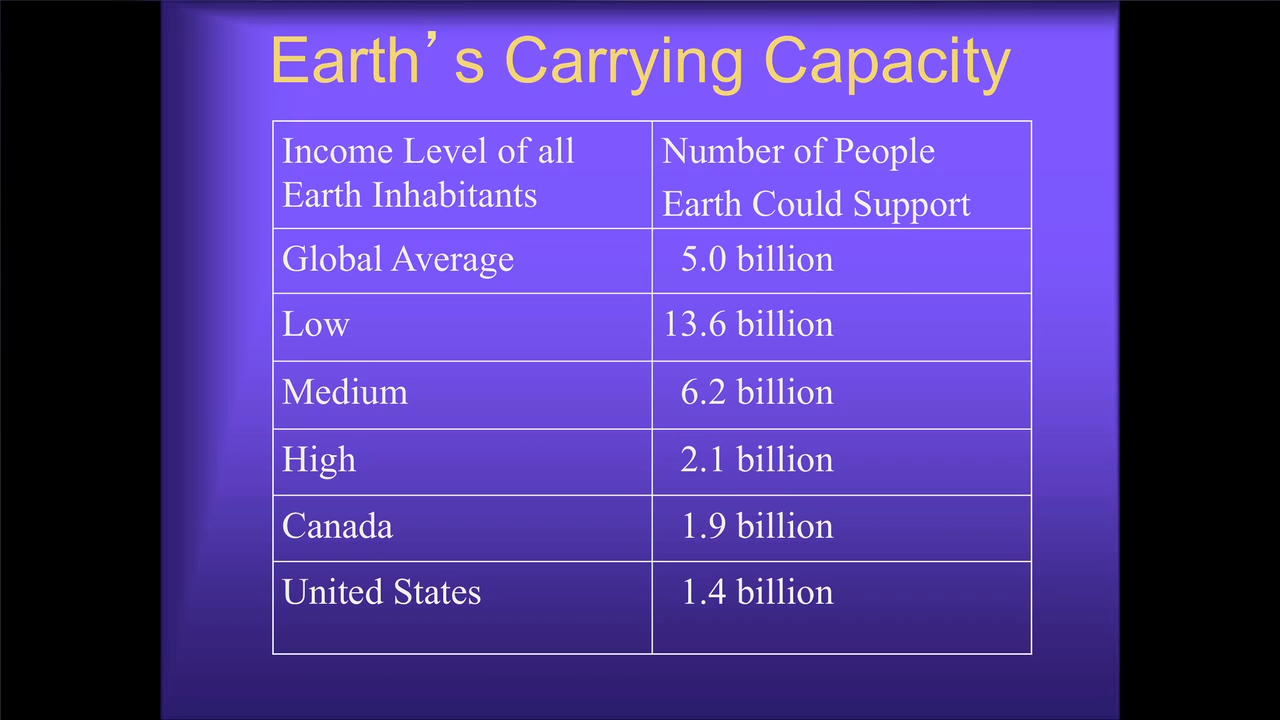 Earth’s Carrying Capacity
Income Level of all
Earth Inhabitants
Number of People
Earth Could Support
Global Average
5.0 billion
Low
13.6 billion
Medium
6.2 billion
High
2.1 billion
Canada
1.9 billion
United States
1.4 billion